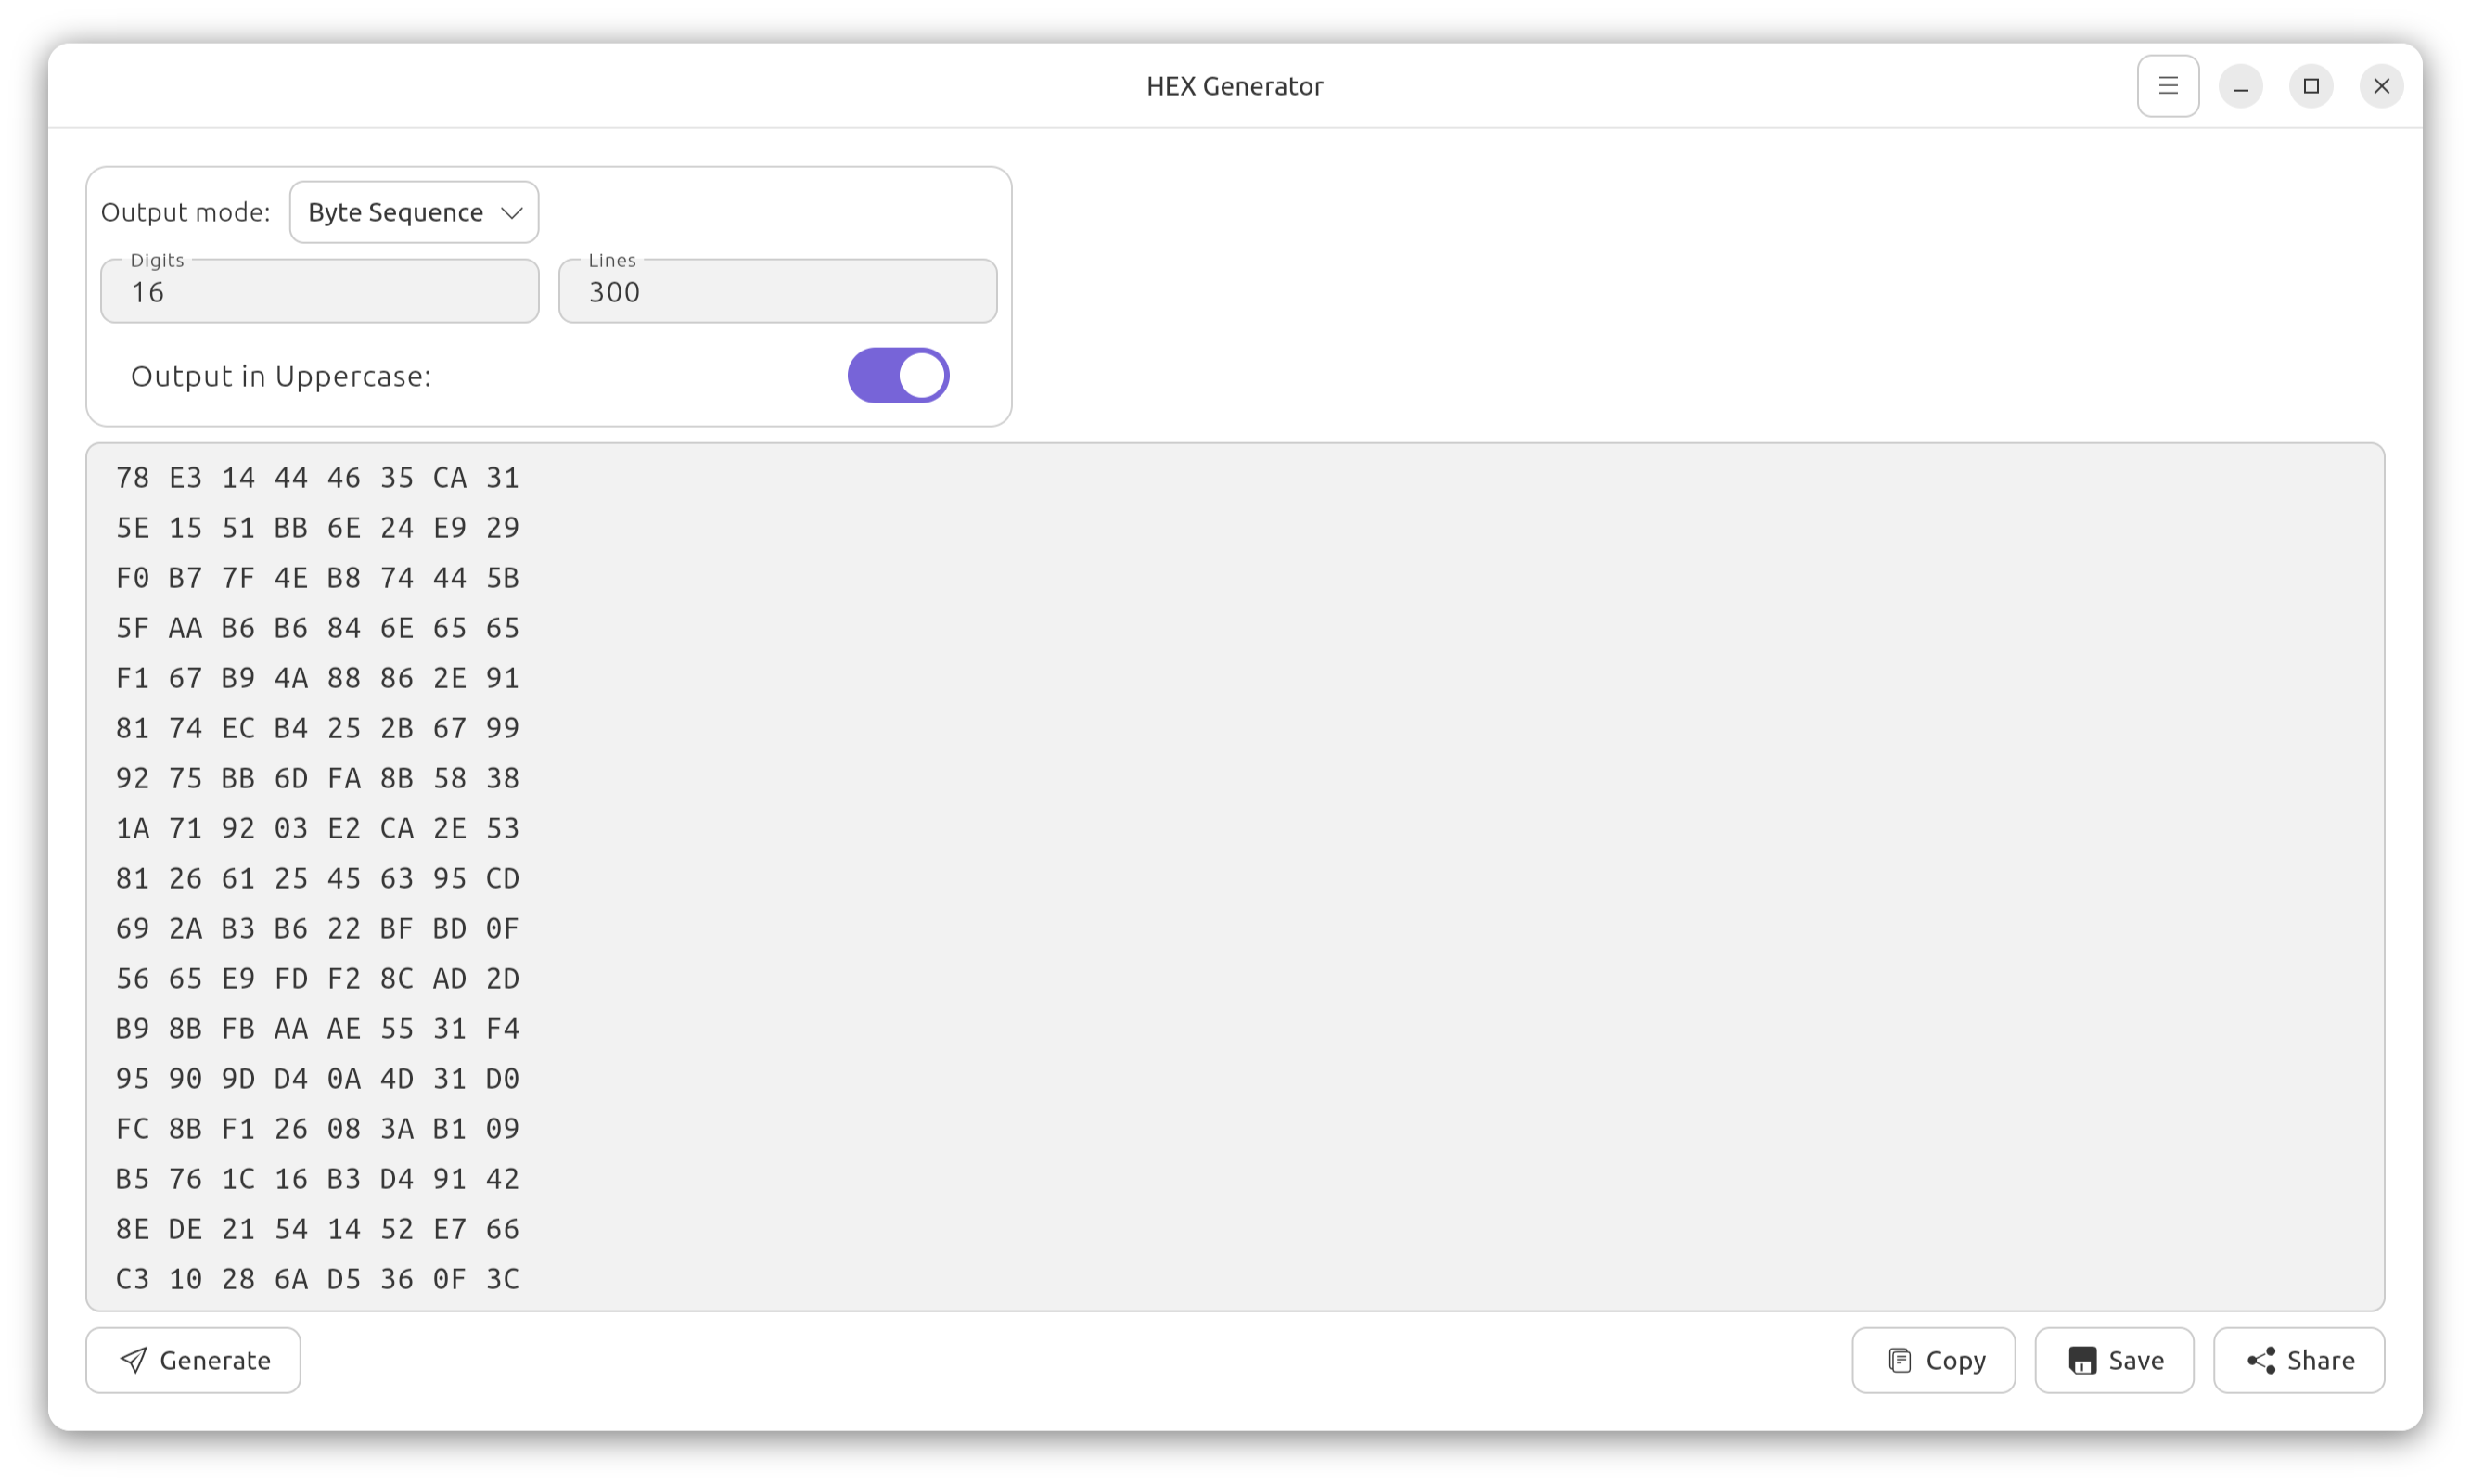 HEX Generator
Output mode: Byte Sequence
Digits Lines
16 300
Output in Uppercase:
78 E3 14 44 46 35 CA 31
5E 15 51 BB 6E 24 E9 29
F0 B7 7F 4E B8 74 44 5B
5F AA B6 B6 84 6E 65 65
F1 67 B9 4A 88 86 2E 91
81 74 EC B4 25 2B 67 99
92 75 BB 6D FA 8B 58 38
1A 71 92 03 E2 CA 2E 53
81 26 61 25 45 63 95 CD
69 2A B3 B6 22 BF BD 0F
56 65 E9 FD F2 8C AD 2D
B9 8B FB AA AE 55 31 F4
95 90 9D D4 0A 4D 31 D0
FC 8B F1 26 08 3A B1 09
B5 76 1C 16 B3 D4 91 42
8E DE 21 54 14 52 E7 66
C3 10 28 6A D5 36 0F 3C
Generate Copy Save Share